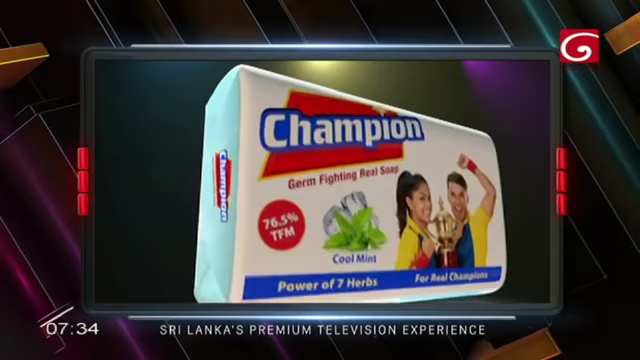 Champion
Germ Fighting Real Soap
Champion
76.5%
TFM
Cool Mint
Power of 7 Herbs
For Real Champions
07:34
SRI LANKA'S PREMIUM TELEVISION EXPERIENCE